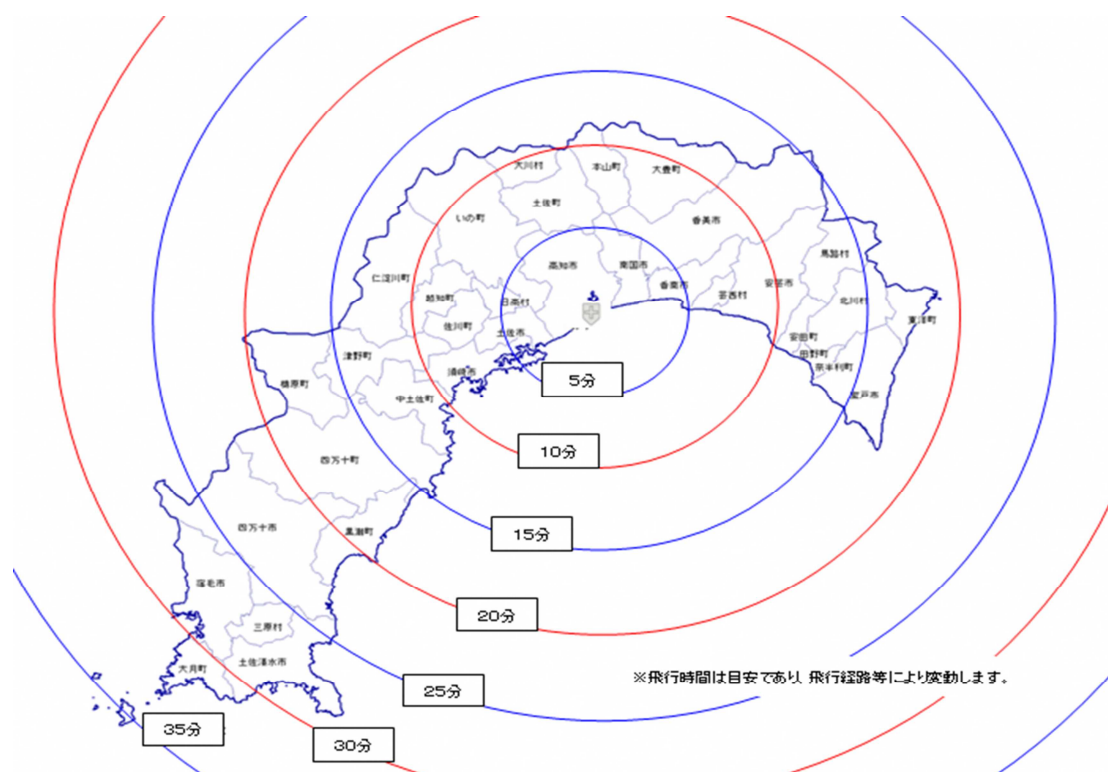 本山町
大川村
大豊町
土佐町
いの町
香美市
馬路村
高知市
南国市
仁淀川町
安芸市
香南市
芸西村
越知町
日高村
北川村
東洋町
佐川町
土佐市
安田町
津野町
田野町
奈半利町
須崎市
梼原町
5分
中土佐町
室戸市
10分
四万十町
四万十市
黒潮町
15分
宿毛市
20分
三原村
大月町
土佐清水市
※飛行時間は目安であり、飛行経路等により変動します。
25分
35分
30分